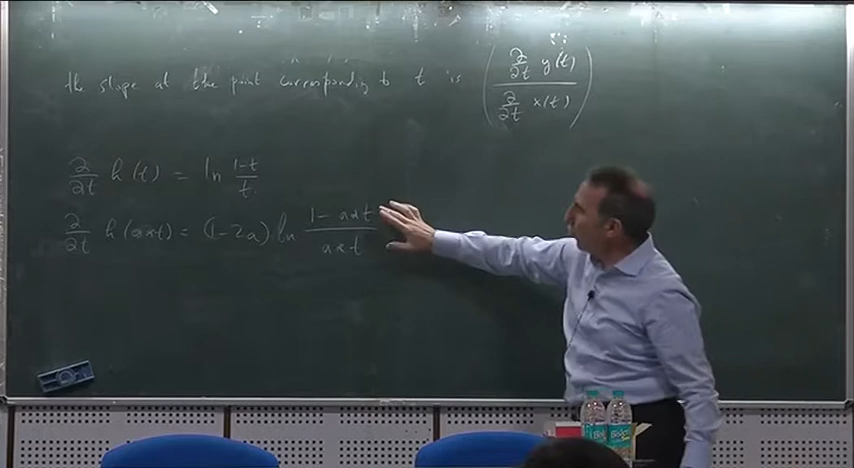 the slope at the point corresponding to t is ( ∂/∂t y(t) / ∂/∂t x(t) )
∂/∂t h(t) = ln (1-t)/t.
∂/∂t h(a*t) = (1-2a) ln (1-a*t)/(a*t)